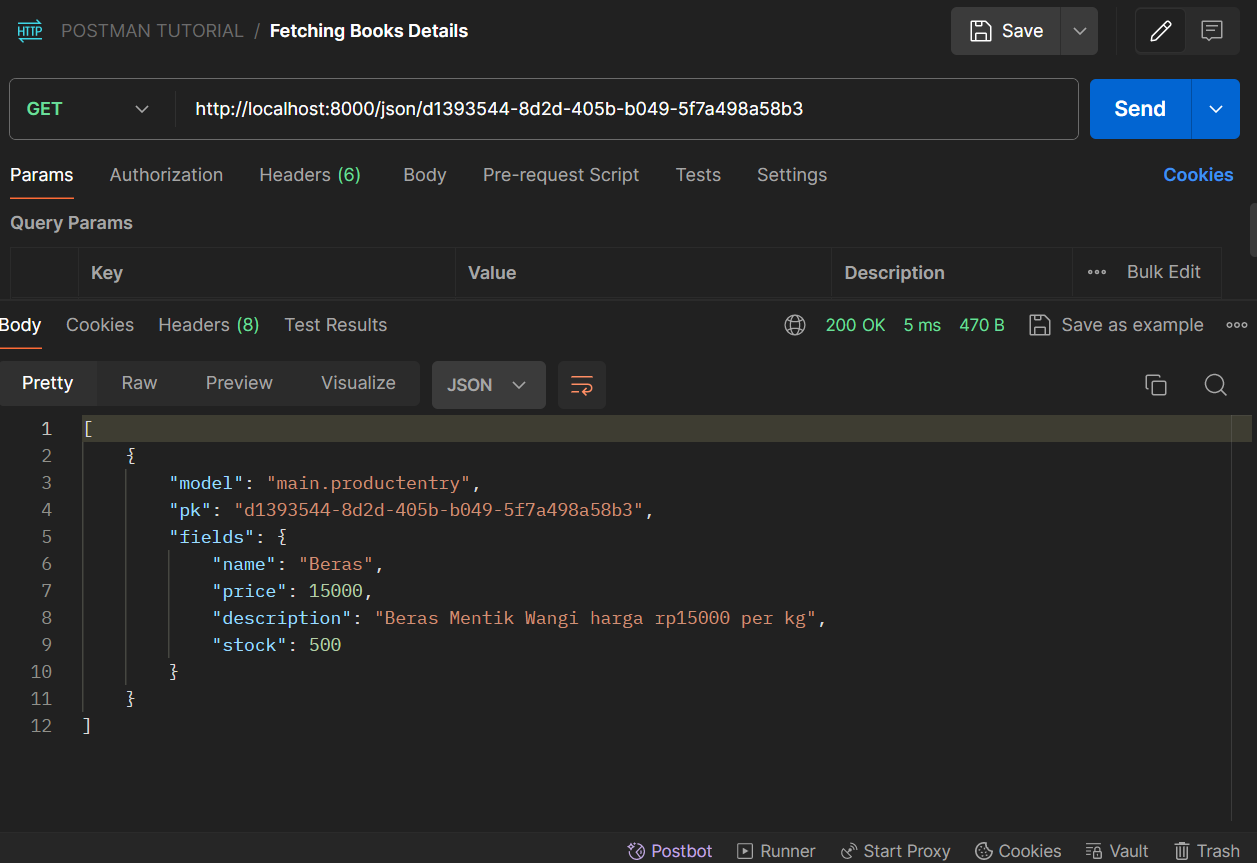 HTTP POSTMAN TUTORIAL / Fetching Books Details Save
GET http://localhost:8000/json/d1393544-8d2d-405b-b049-5f7a498a58b3 Send
Params Authorization Headers (6) Body Pre-request Script Tests Settings Cookies
Query Params
Key Value Description ••• Bulk Edit
Body Cookies Headers (8) Test Results 200 OK 5 ms 470 B Save as example •••
Pretty Raw Preview Visualize JSON
1 [
2 {
3 "model": "main.productentry",
4 "pk": "d1393544-8d2d-405b-b049-5f7a498a58b3",
5 "fields": {
6 "name": "Beras",
7 "price": 15000,
8 "description": "Beras Mentik Wangi harga rp15000 per kg",
9 "stock": 500
10 }
11 }
12 ]
Postbot Runner Start Proxy Cookies Vault Trash